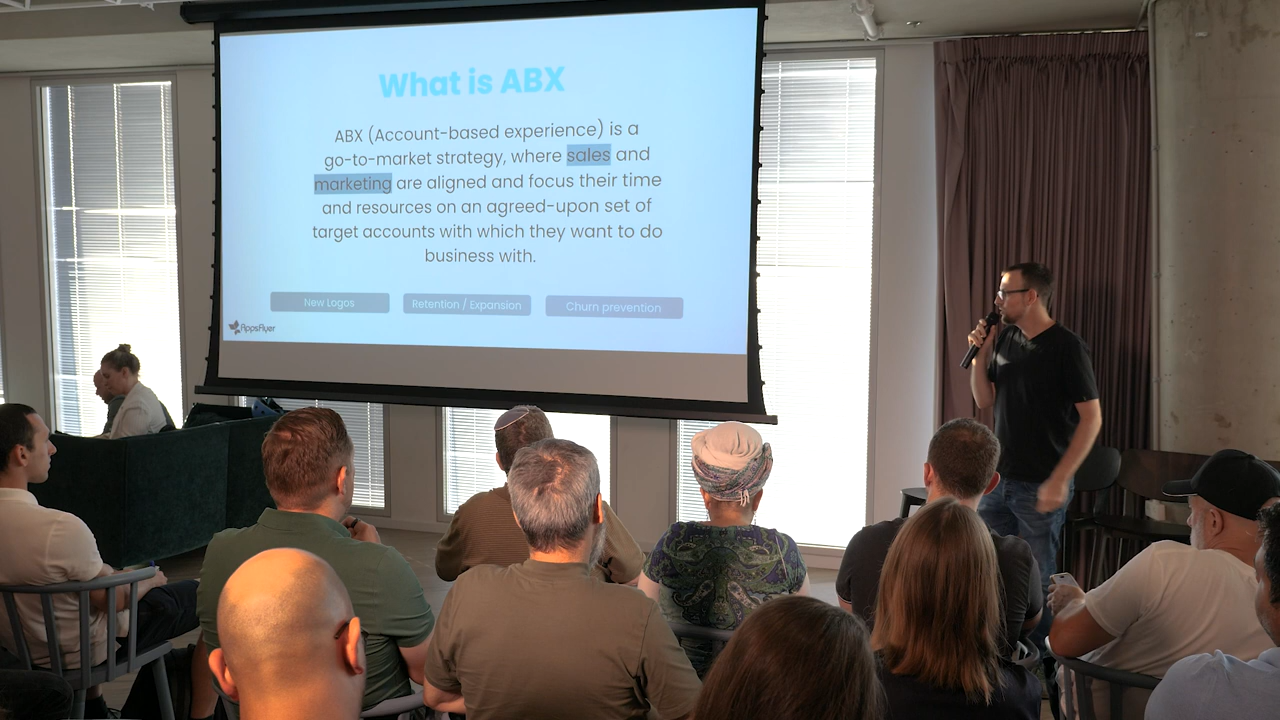 What is ABX
ABX (Account-based experience) is a
go-to-market strategy, where sales and
marketing are aligned and focus their time
and resources on an agreed-upon set of
target accounts with which they want to do
business with.
New Logos
Retention / Expansion
Churn prevention
AppsFlyer